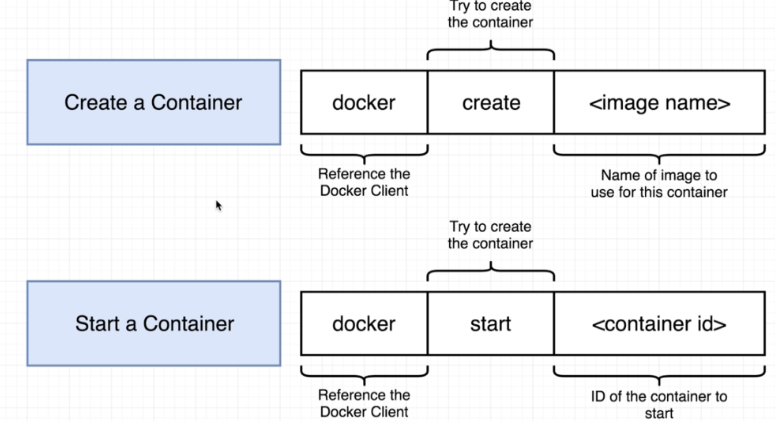 Try to create
the container
Create a Container
docker
create
<image name>
Reference the
Docker Client
Name of image to
use for this container
Try to create
the container
Start a Container
docker
start
<container id>
Reference the
Docker Client
ID of the container to
start